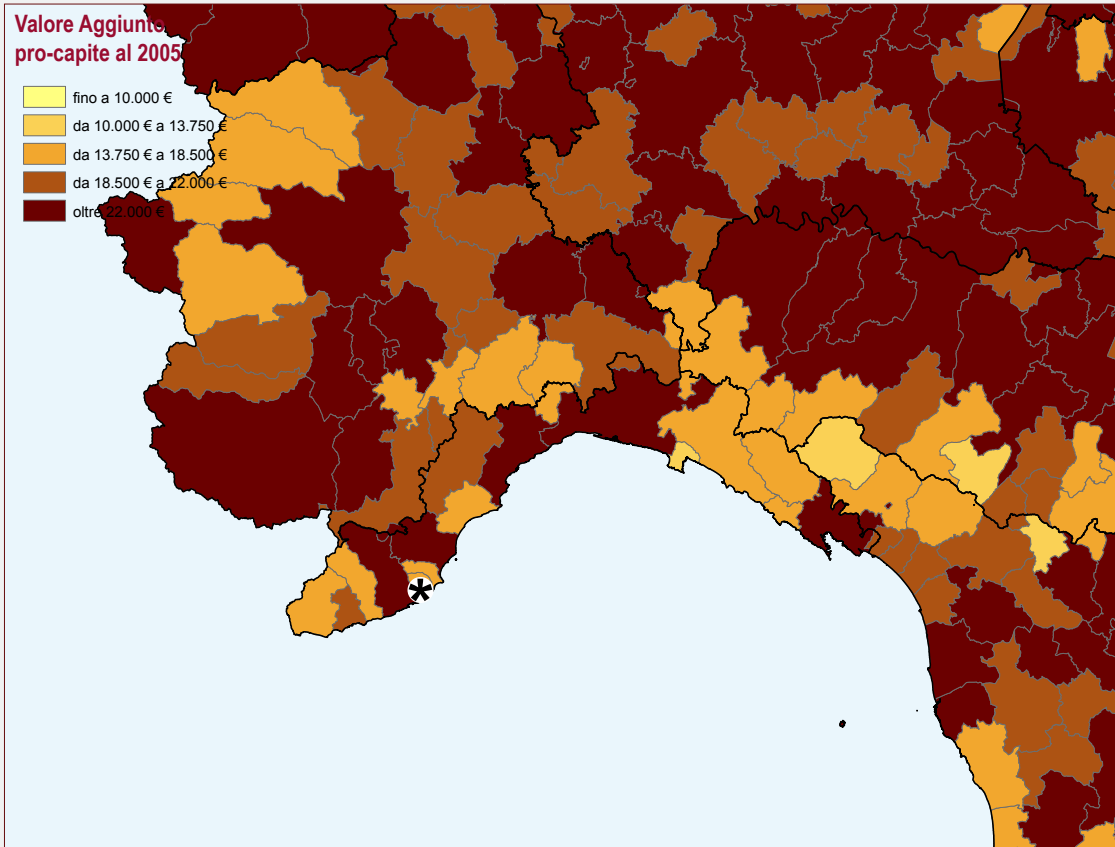 Valore Aggiunto
pro-capite al 2005
fino a 10.000 €
da 10.000 € a 13.750 €
da 13.750 € a 18.500 €
da 18.500 € a 22.000 €
oltre 22.000 €
*